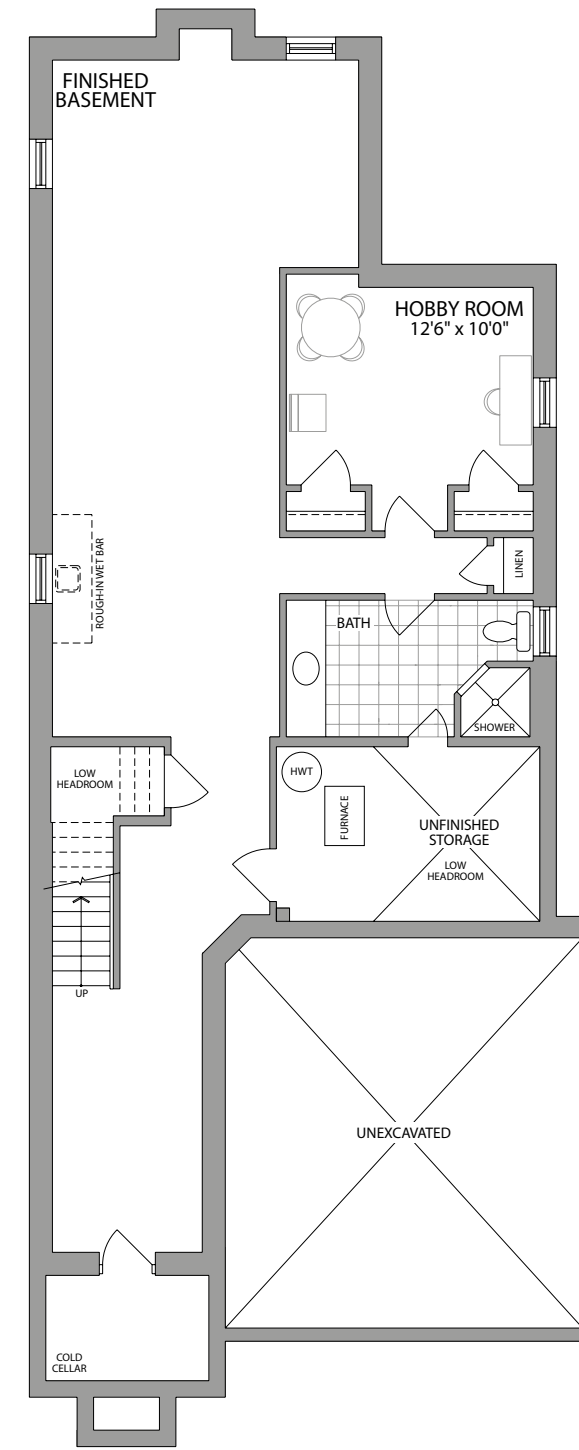 FINISHED
BASEMENT
HOBBY ROOM
12'6" x 10'0"
ROUGH-IN WET BAR
LINEN
BATH
SHOWER
LOW
HEADROOM
HWT
FURNACE
UNFINISHED
STORAGE
LOW
HEADROOM
UP
UNEXCAVATED
COLD
CELLAR